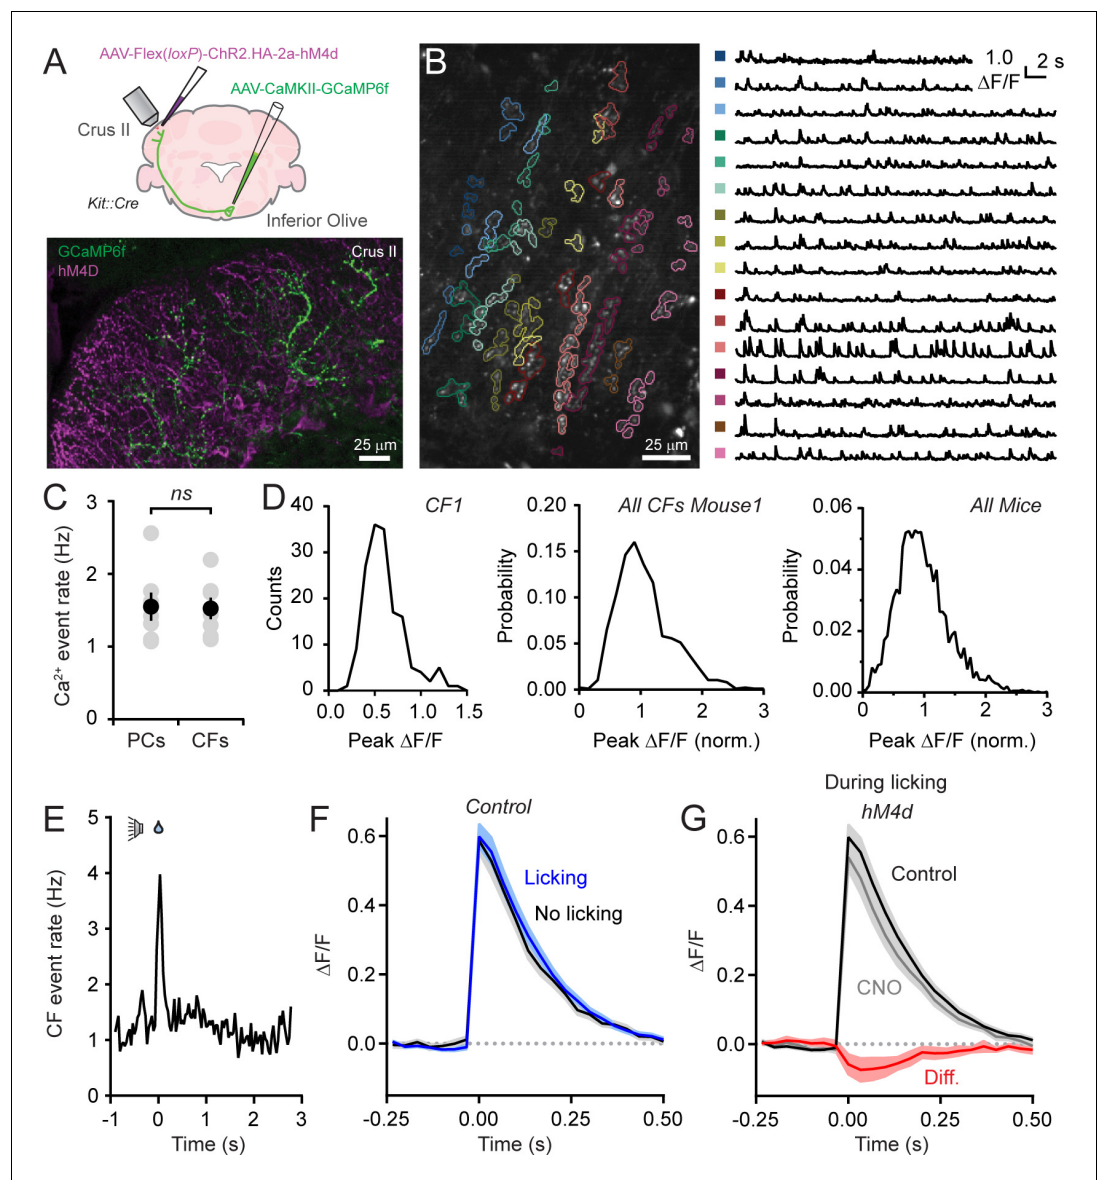 A
AAV-Flex(loxP)-ChR2.HA-2a-hM4d
AAV-CaMKII-GCaMP6f
Crus II
Kit::Cre
Inferior Olive
GCaMP6f
hM4D
Crus II
25 μm
B
25 μm
1.0
ΔF/F
2 s
C
ns
Ca²⁺ event rate (Hz)
3
2
1
0
PCs
CFs
D
CF1
Counts
40
30
20
10
0
0.0
0.5
1.0
1.5
Peak ΔF/F
All CFs Mouse1
Probability
0.20
0.15
0.10
0.05
0.00
0
1
2
3
Peak ΔF/F (norm.)
All Mice
Probability
0.06
0.04
0.02
0.00
0
1
2
3
Peak ΔF/F (norm.)
E
CF event rate (Hz)
5
4
3
2
1
0
-1
0
1
2
3
Time (s)
F
Control
Licking
No licking
ΔF/F
0.6
0.4
0.2
0.0
-0.25
0.00
0.25
0.50
Time (s)
G
During licking
hM4d
Control
CNO
Diff.
ΔF/F
0.6
0.4
0.2
0.0
-0.25
0.00
0.25
0.50
Time (s)